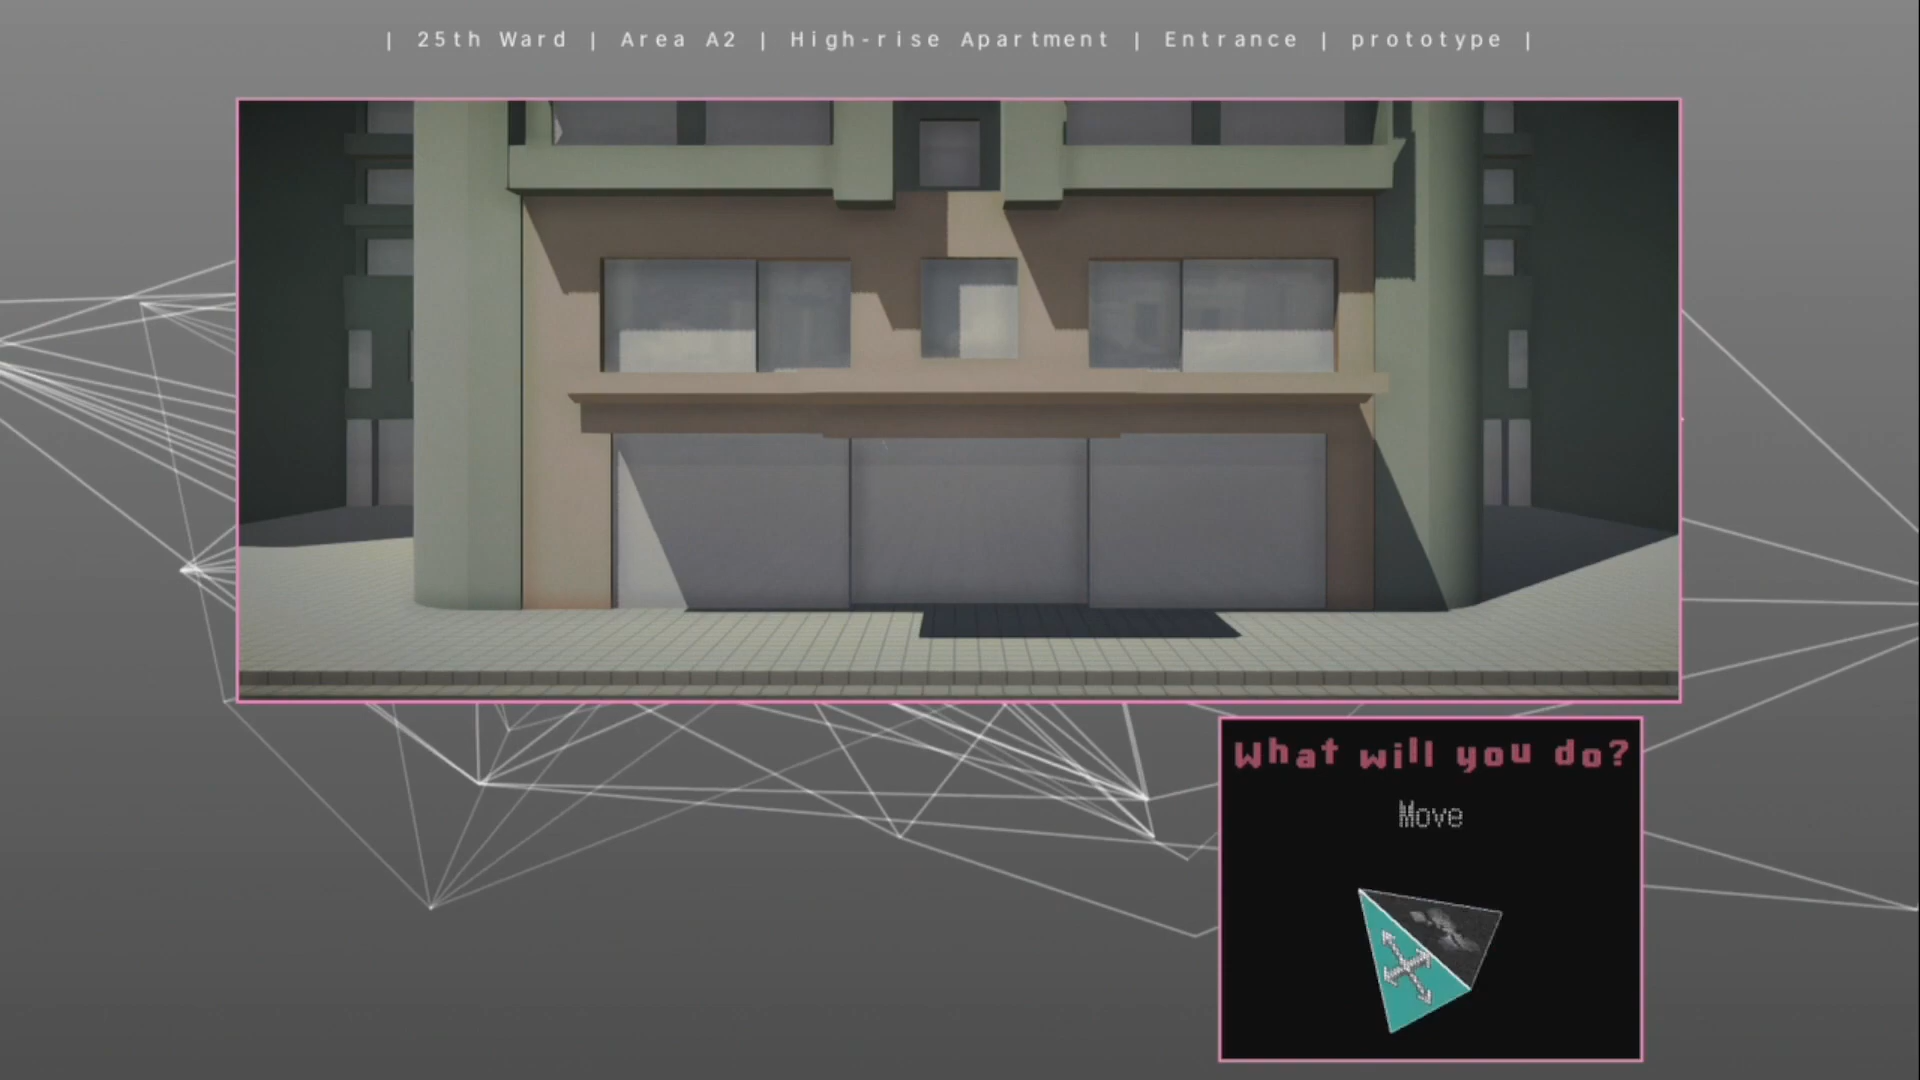 | 25th Ward | Area A2 | High-rise Apartment | Entrance | prototype |
What will you do?
Move